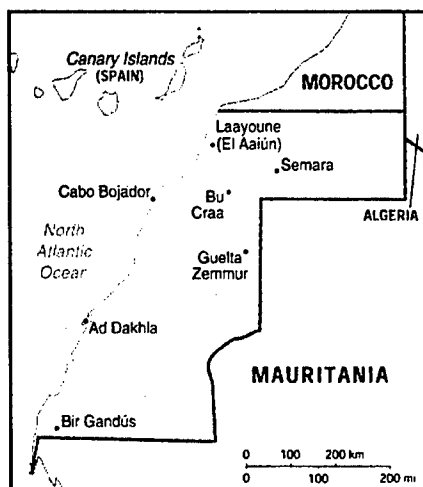 Canary Islands
(SPAIN)
MOROCCO
Laayoune
(El Aaiún)
Semara
Cabo Bojador
Bu
Craa
ALGERIA
North
Atlantic
Ocear
Guelta
Zemmur
Ad Dakhla
MAURITANIA
Bir Gandús
0 100 200 km
0 100 200 mi